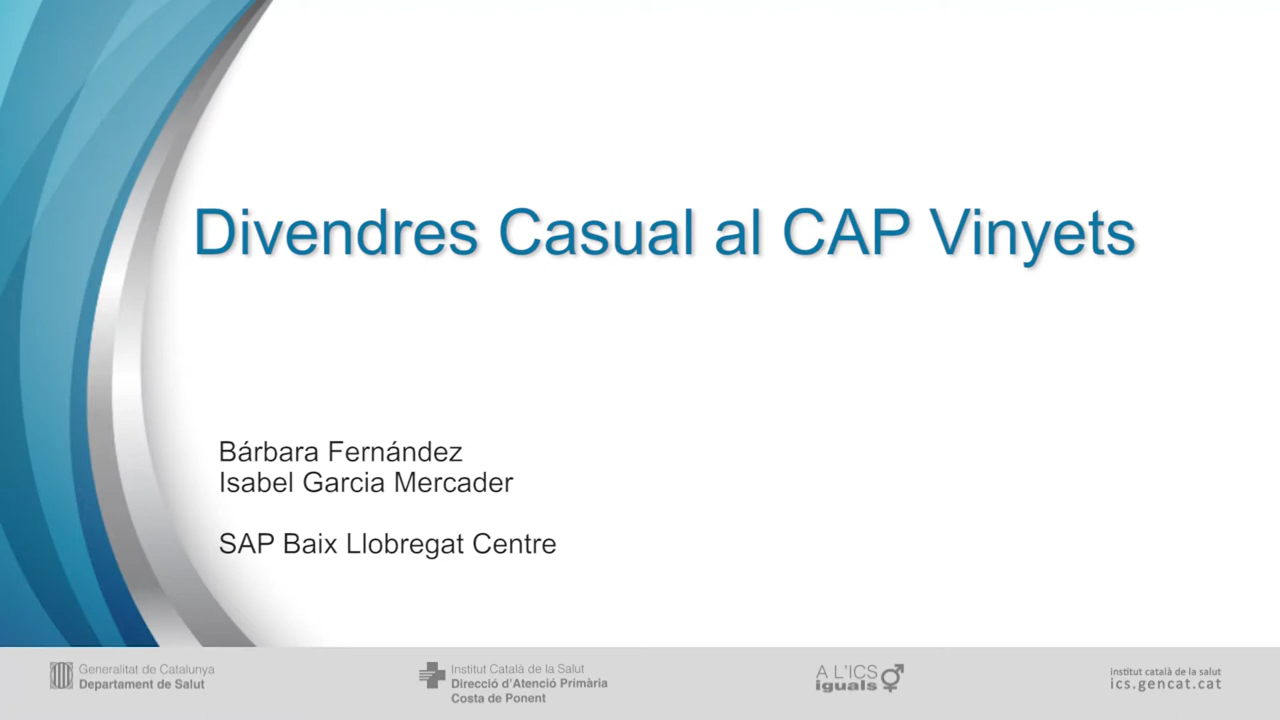 Divendres Casual al CAP Vinyets
Bárbara Fernández
Isabel Garcia Mercader
SAP Baix Llobregat Centre
Generalitat de Catalunya
Departament de Salut
Institut Català de la Salut
Direcció d'Atenció Primària
Costa de Ponent
A L'ICS
iguals
institut català de la salut
ics.gencat.cat